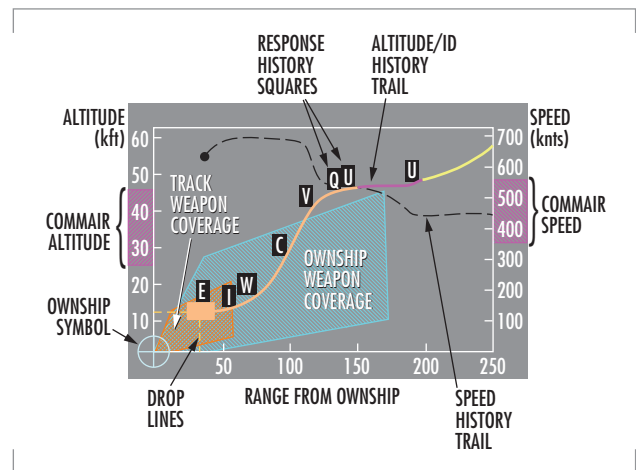 RESPONSE
HISTORY
SQUARES
ALTITUDE/ID
HISTORY
TRAIL
ALTITUDE
(kft)
SPEED
(knts)
60
50
40
30
20
10
700
600
500
400
300
200
100
COMMAIR
ALTITUDE
COMMAIR
SPEED
TRACK
WEAPON
COVERAGE
OWNSHIP
WEAPON
COVERAGE
Q U
U
V
C
W
I
E
OWNSHIP
SYMBOL
50
100
150
200
250
DROP
LINES
RANGE FROM OWNSHIP
SPEED
HISTORY
TRAIL